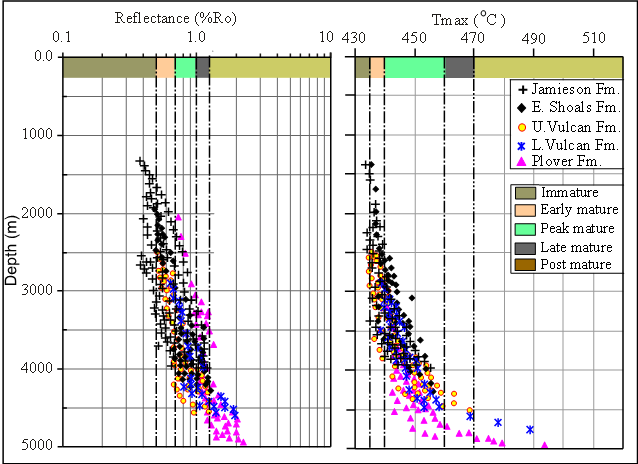 Reflectance (%Ro)
Tmax (°C)
0.1 1.0 10
430 450 470 490 510
0.0
1000
2000
3000
4000
5000
Depth (m)
Jamieson Fm.
E. Shoals Fm.
U.Vulcan Fm.
L.Vulcan Fm.
Plover Fm.
Immature
Early mature
Peak mature
Late mature
Post mature